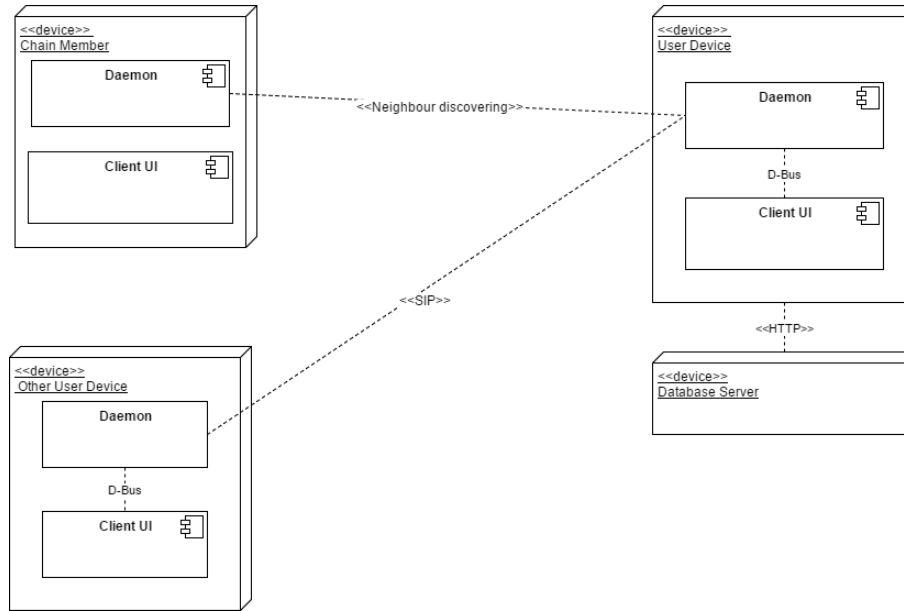 <<device>>
Chain Member
Daemon
Client UI
<<Neighbour discovering>>
<<device>>
User Device
Daemon
D-Bus
Client UI
<<SIP>>
<<HTTP>>
<<device>>
Database Server
<<device>>
Other User Device
Daemon
D-Bus
Client UI